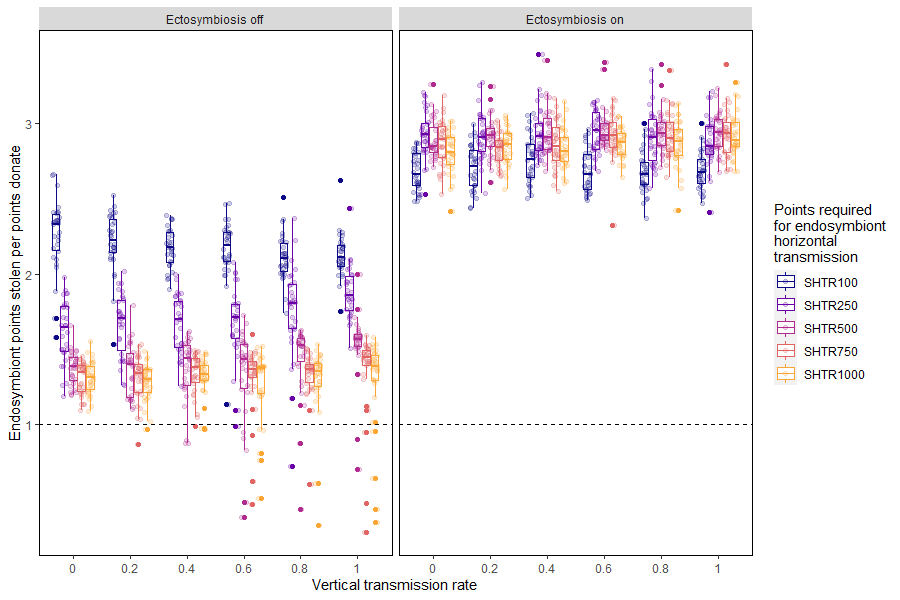 Ectosymbiosis off
Ectosymbiosis on
Endosymbiont points stolen per points donate
3
2
1
0
0.2
0.4
0.6
0.8
1
0
0.2
0.4
0.6
0.8
1
Vertical transmission rate
Points required
for endosymbiont
horizontal
transmission
SHTR100
SHTR250
SHTR500
SHTR750
SHTR1000